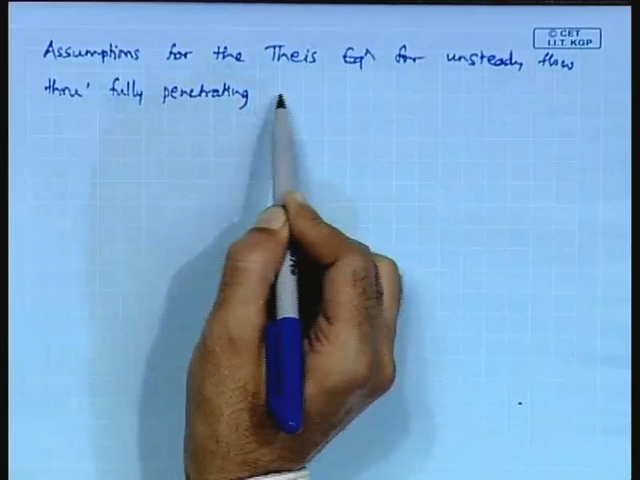 Assumptions for the Theis Eqn for unsteady flow
thru' fully penetrating
© CET
I.I.T. KGP